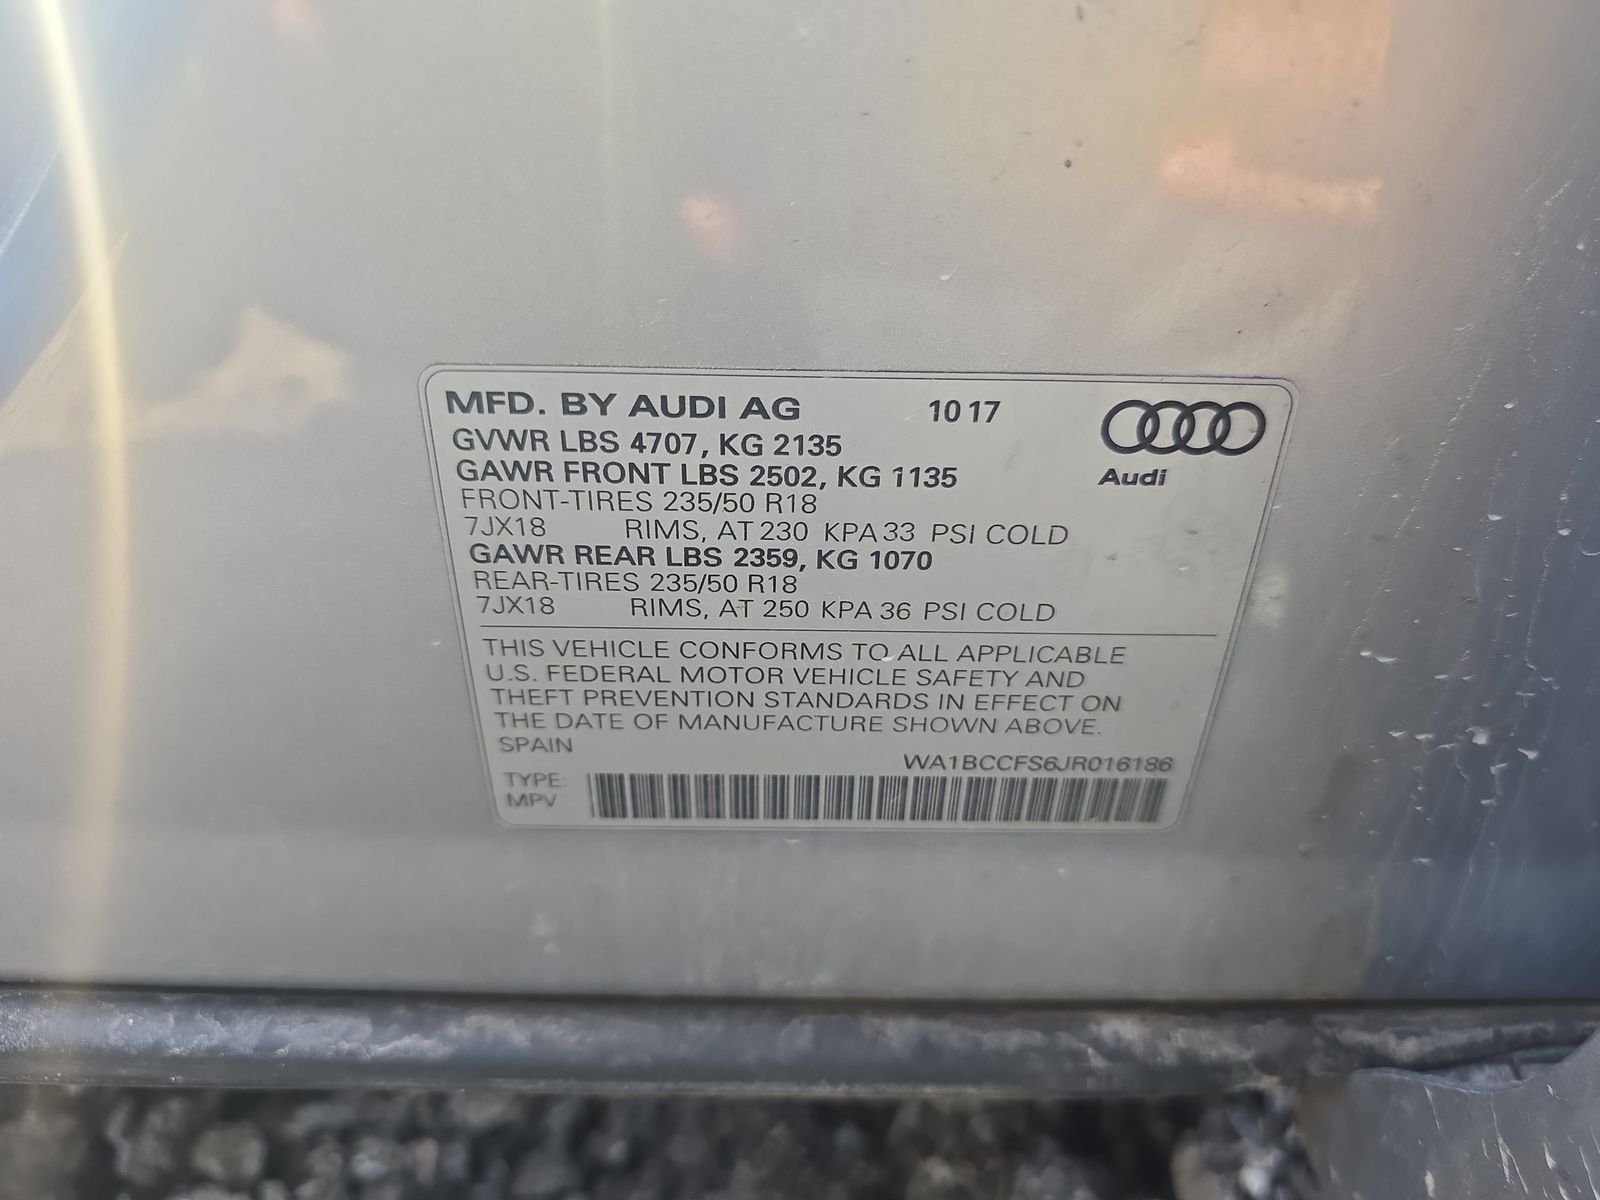 MFD. BY AUDI AG 10 17
GVWR LBS 4707, KG 2135
GAWR FRONT LBS 2502, KG 1135
Audi
FRONT-TIRES 235/50 R18
7JX18 RIMS, AT 230 KPA 33 PSI COLD
GAWR REAR LBS 2359, KG 1070
REAR-TIRES 235/50 R18
7JX18 RIMS, AT 250 KPA 36 PSI COLD
THIS VEHICLE CONFORMS TO ALL APPLICABLE
U.S. FEDERAL MOTOR VEHICLE SAFETY AND
THEFT PREVENTION STANDARDS IN EFFECT ON
THE DATE OF MANUFACTURE SHOWN ABOVE.
SPAIN
WA1BCCFS6JR016186
TYPE:
MPV